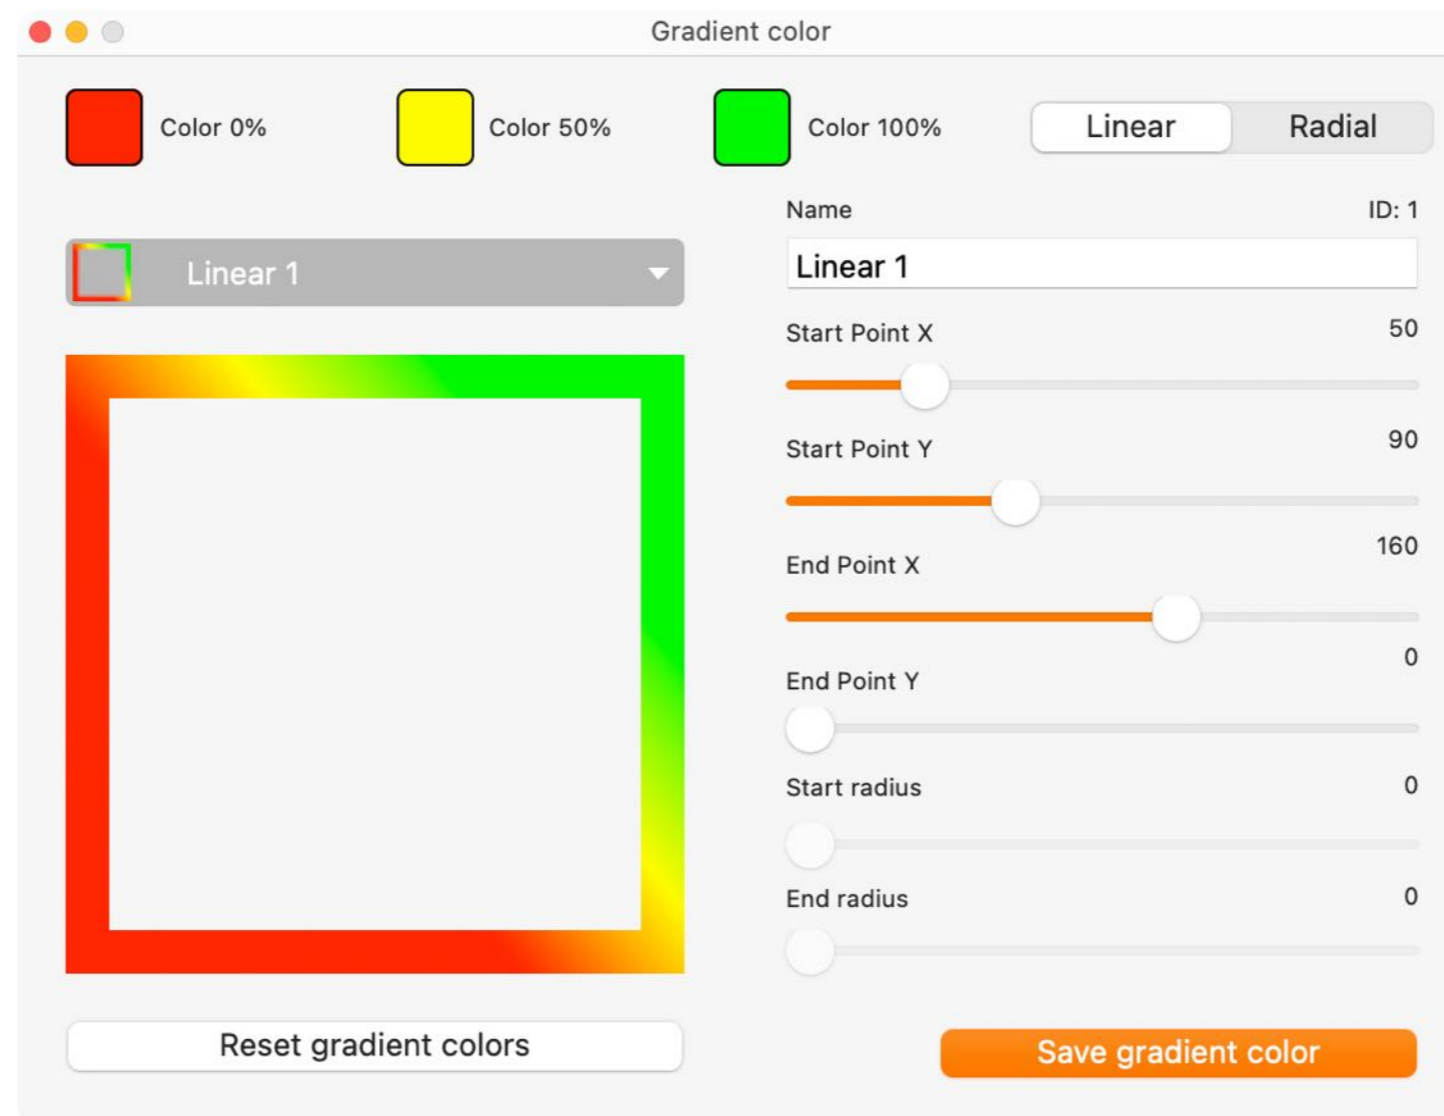 Gradient color
Color 0%
Color 50%
Color 100%
Linear
Radial
Name
ID: 1
Linear 1
Linear 1
Start Point X
50
Start Point Y
90
End Point X
160
End Point Y
0
Start radius
0
End radius
0
Reset gradient colors
Save gradient color